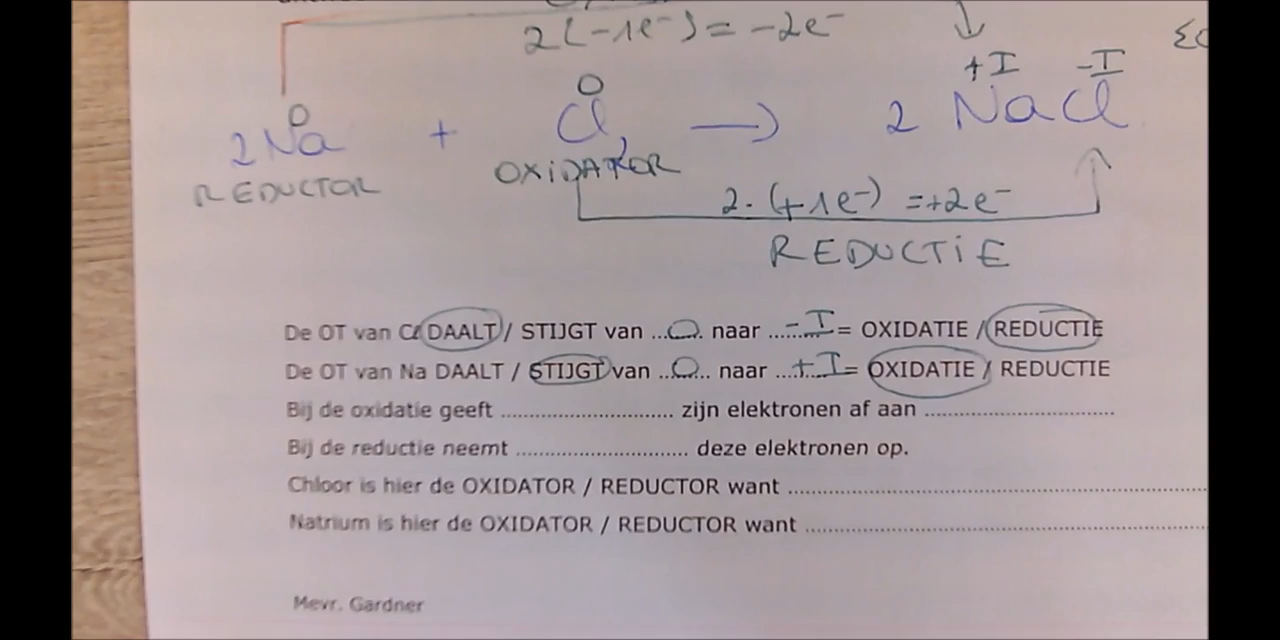 2(-1e⁻) = -2e⁻
+I -I
0 0
2Na + Cl₂ → 2 NaCl
REDUCTOR OXIDATOR
2·(+1e⁻) = +2e⁻
REDUCTIE
De OT van Cl DAALT / STIJGT van ...0.. naar ....-I.= OXIDATIE / REDUCTIE
De OT van Na DAALT / STIJGT van ...0... naar ...+I..= OXIDATIE / REDUCTIE
Bij de oxidatie geeft .......................... zijn elektronen af aan ............................
Bij de reductie neemt .......................... deze elektronen op.
Chloor is hier de OXIDATOR / REDUCTOR want ..............................................................
Natrium is hier de OXIDATOR / REDUCTOR want ............................................................
Mevr. Gardner